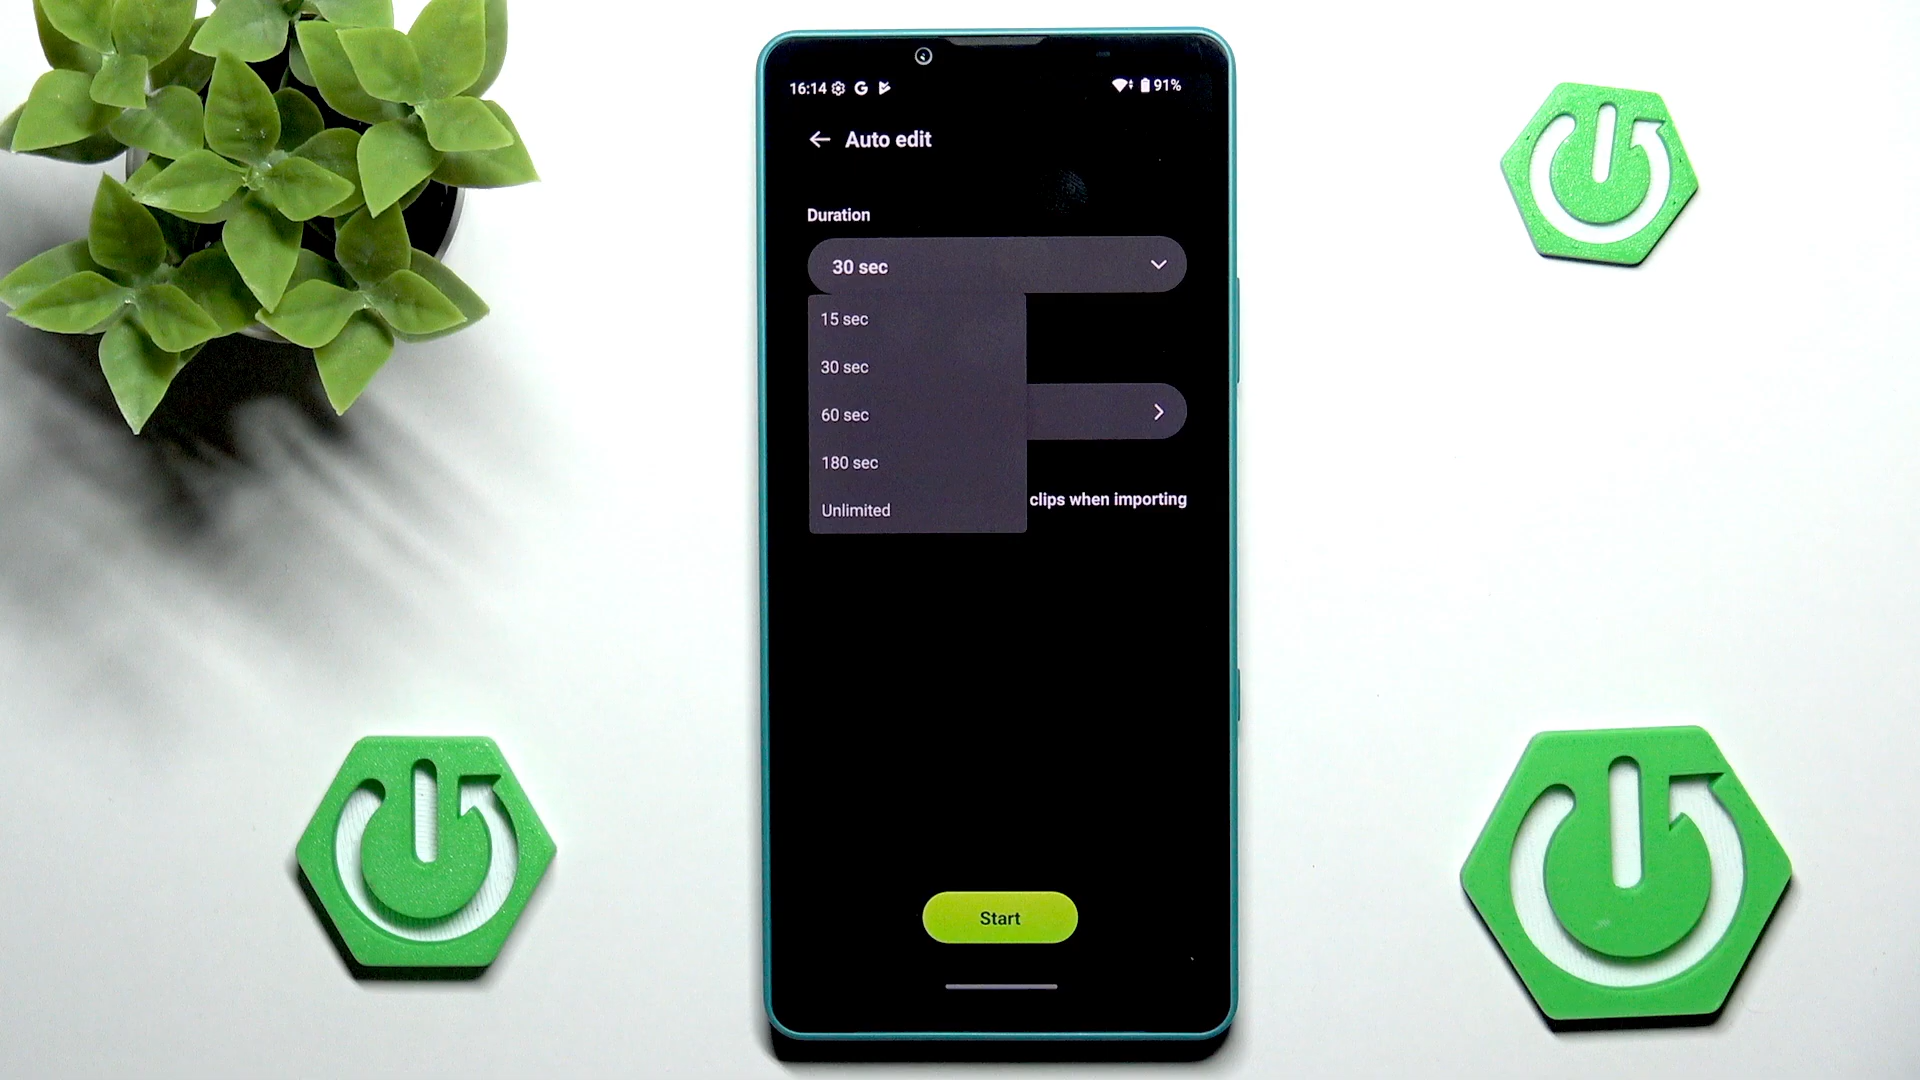 16:14 91%
Auto edit
Duration
30 sec
15 sec
30 sec
60 sec
180 sec
clips when importing
Unlimited
Start